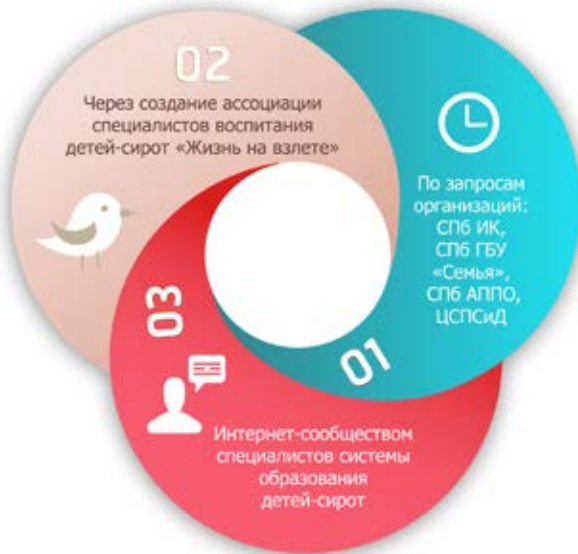 02
Через создание ассоциации
специалистов воспитания
детей-сирот «Жизнь на взлете»
По запросам
организаций:
СПб ИК,
СПб ГБУ
«Семья»,
СПб АППО,
ЦСПСиД
01
03
Интернет-сообществом
специалистов системы
образования
детей-сирот